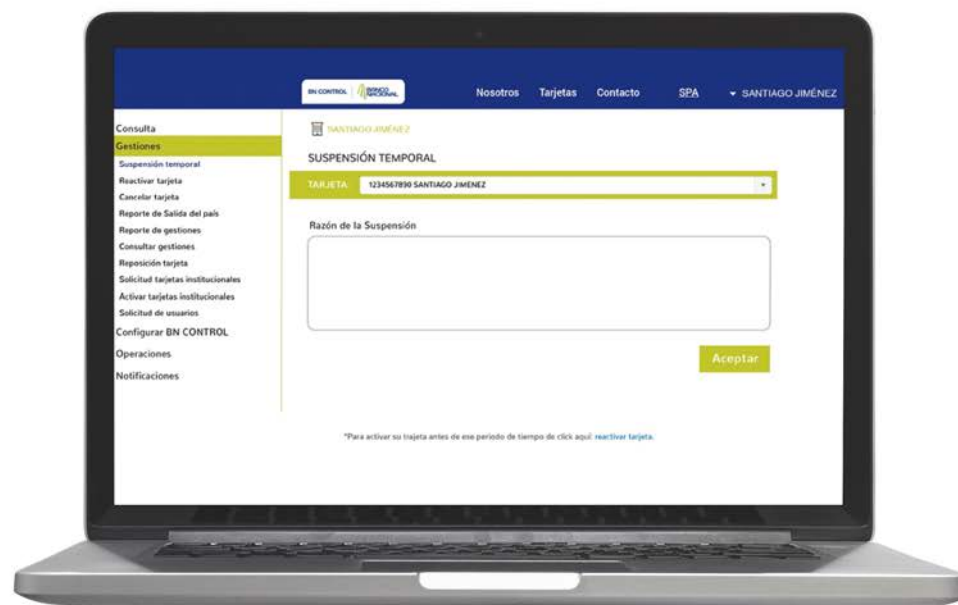 BN CONTROL BANCO NACIONAL
Nosotros Tarjetas Contacto SPA SANTIAGO JIMÉNEZ
Consulta
Gestiones
Suspensión temporal
Reactivar tarjeta
Cancelar tarjeta
Reporte de Salida del país
Reporte de gestiones
Consultar gestiones
Reposición tarjeta
Solicitud tarjetas institucionales
Activar tarjetas institucionales
Solicitud de usuarios
Configurar BN CONTROL
Operaciones
Notificaciones
SANTIAGO JIMÉNEZ
SUSPENSIÓN TEMPORAL
TARJETA: 1234567890 SANTIAGO JIMENEZ
Razón de la Suspensión
Aceptar
*Para activar su trajeta antes de ese periodo de tiempo de click aquí: reactivar tarjeta.